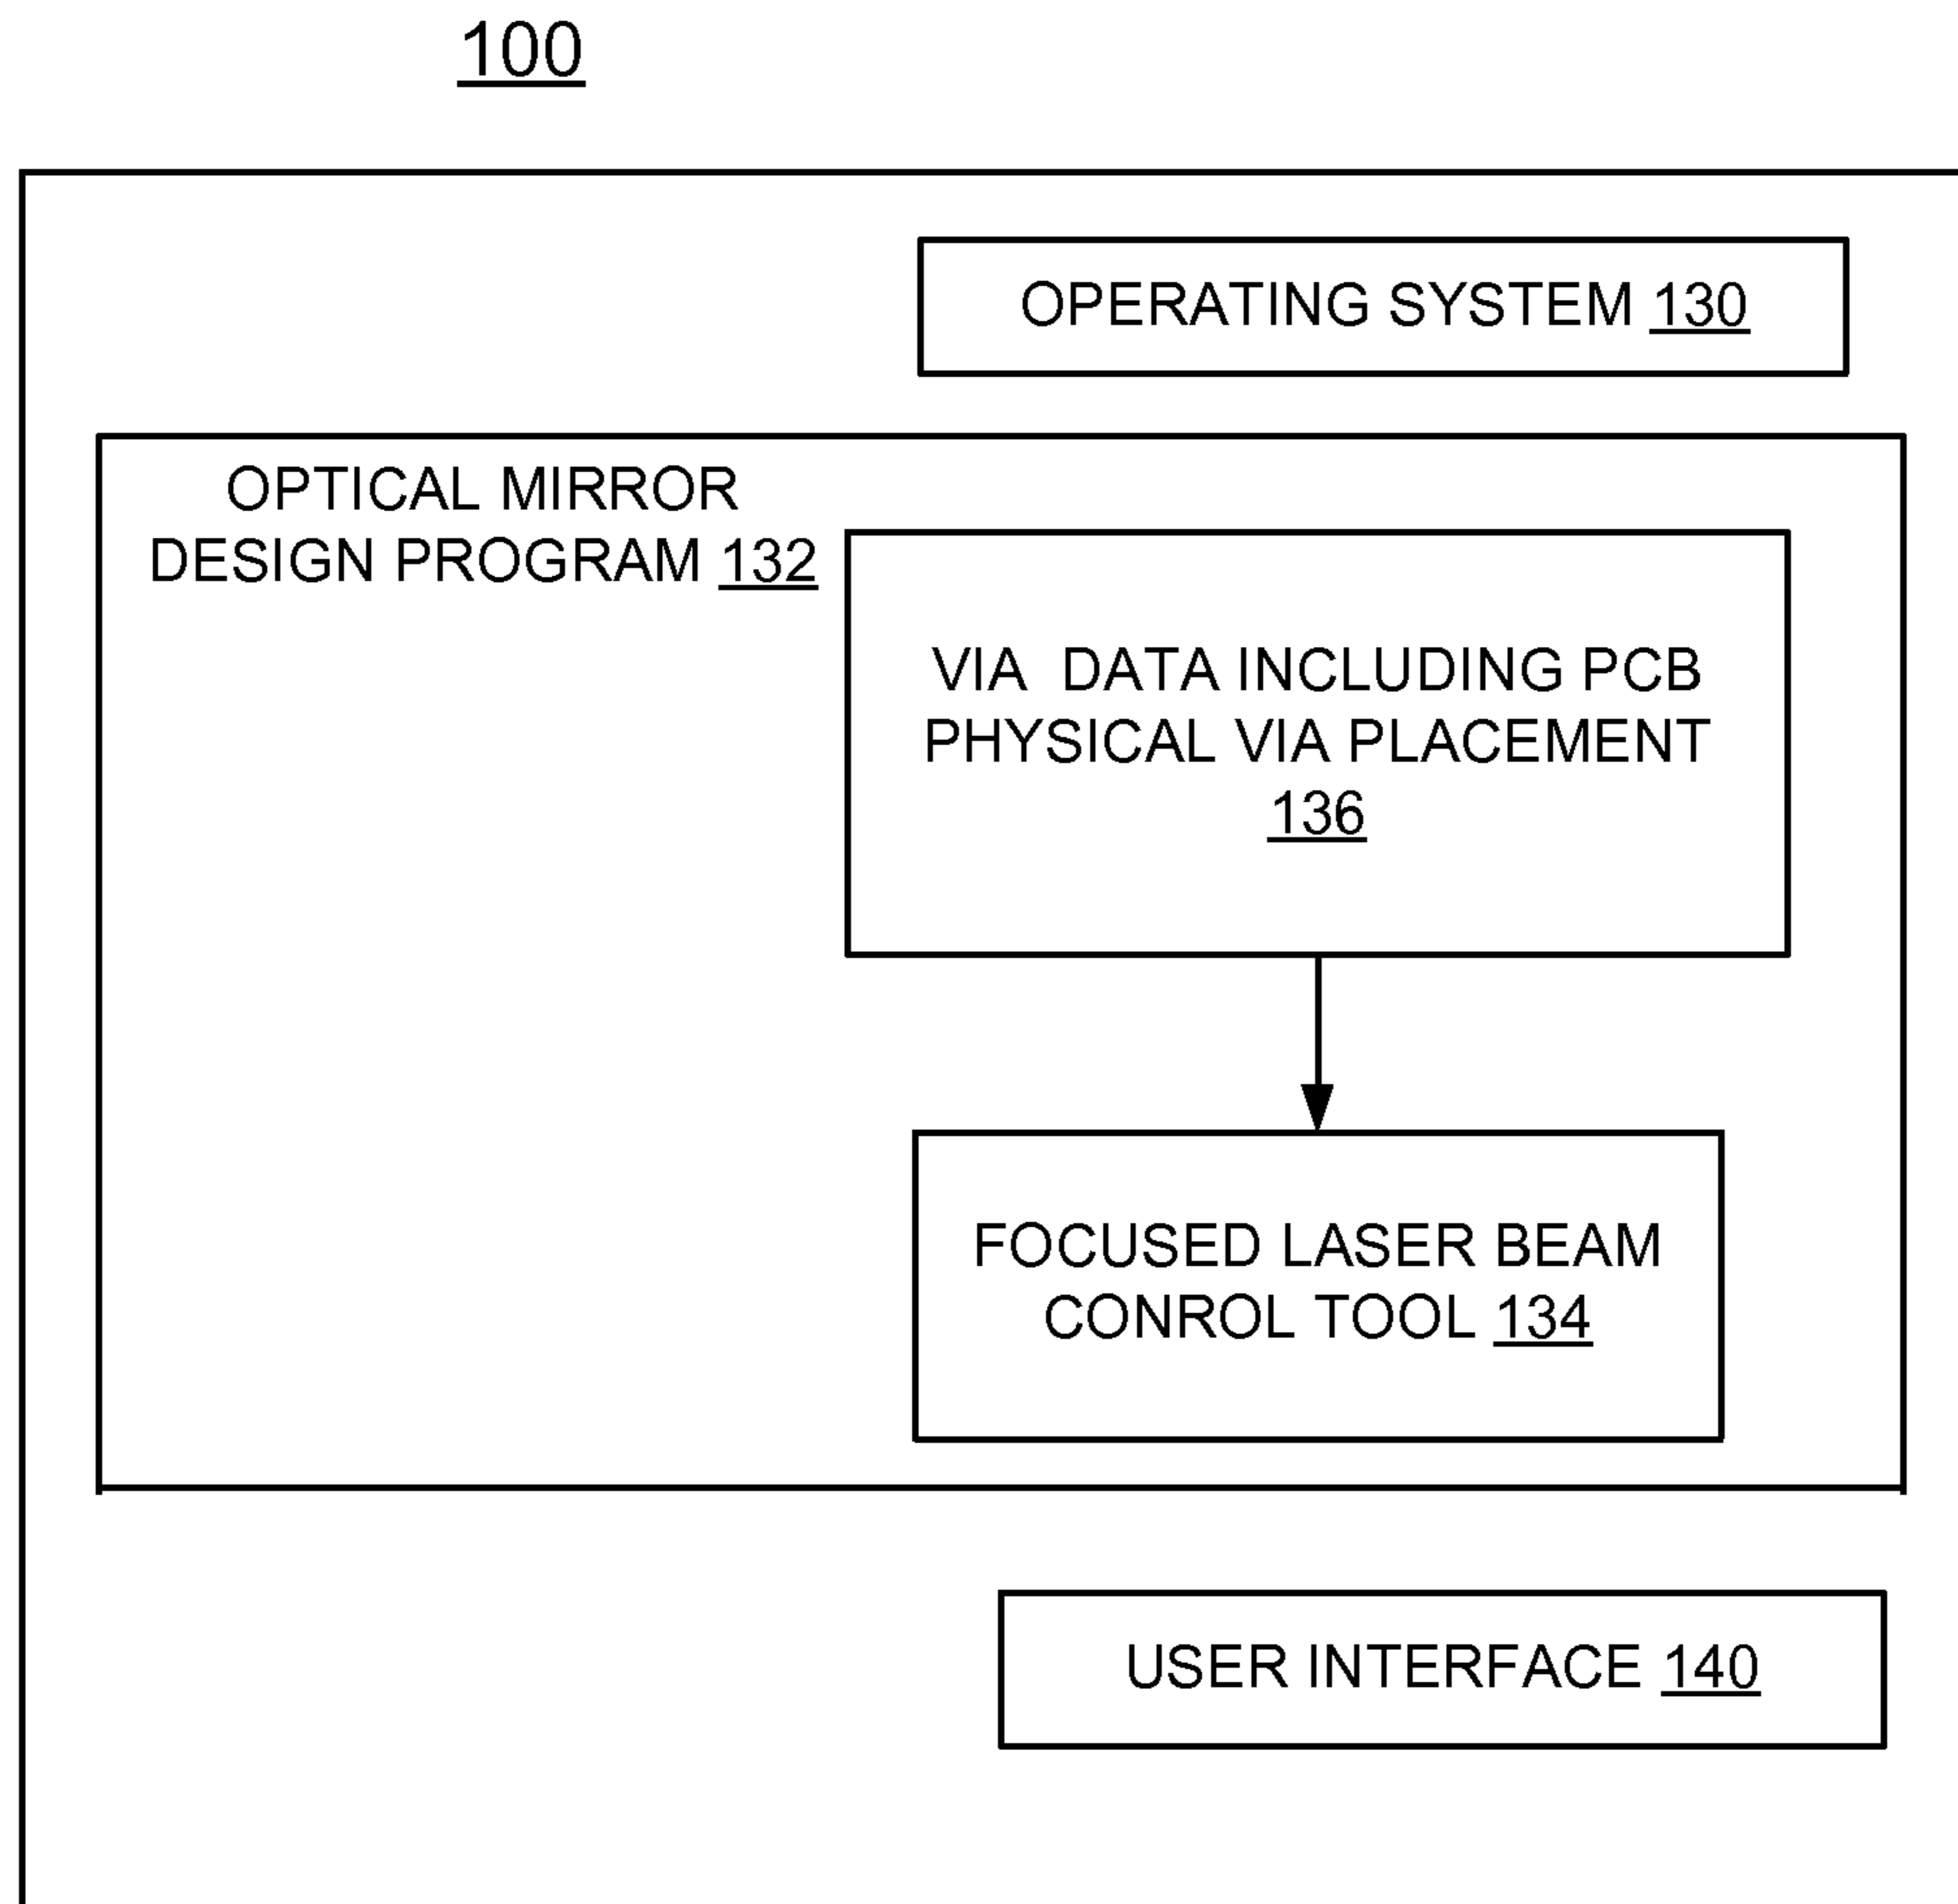 100
OPERATING SYSTEM 130
OPTICAL MIRROR
DESIGN PROGRAM 132
VIA DATA INCLUDING PCB
PHYSICAL VIA PLACEMENT
136
FOCUSED LASER BEAM
CONROL TOOL 134
USER INTERFACE 140